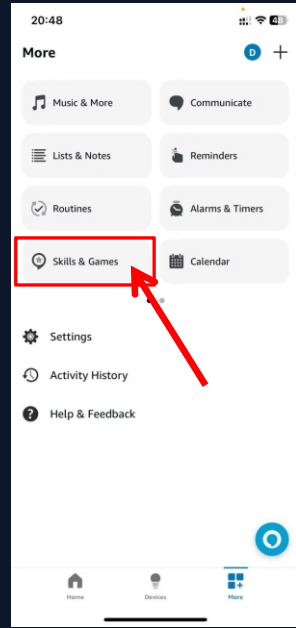 20:48
More
D
Music & More
Communicate
Lists & Notes
Reminders
Routines
Alarms & Timers
Skills & Games
Calendar
Settings
Activity History
Help & Feedback
Home
Devices
More